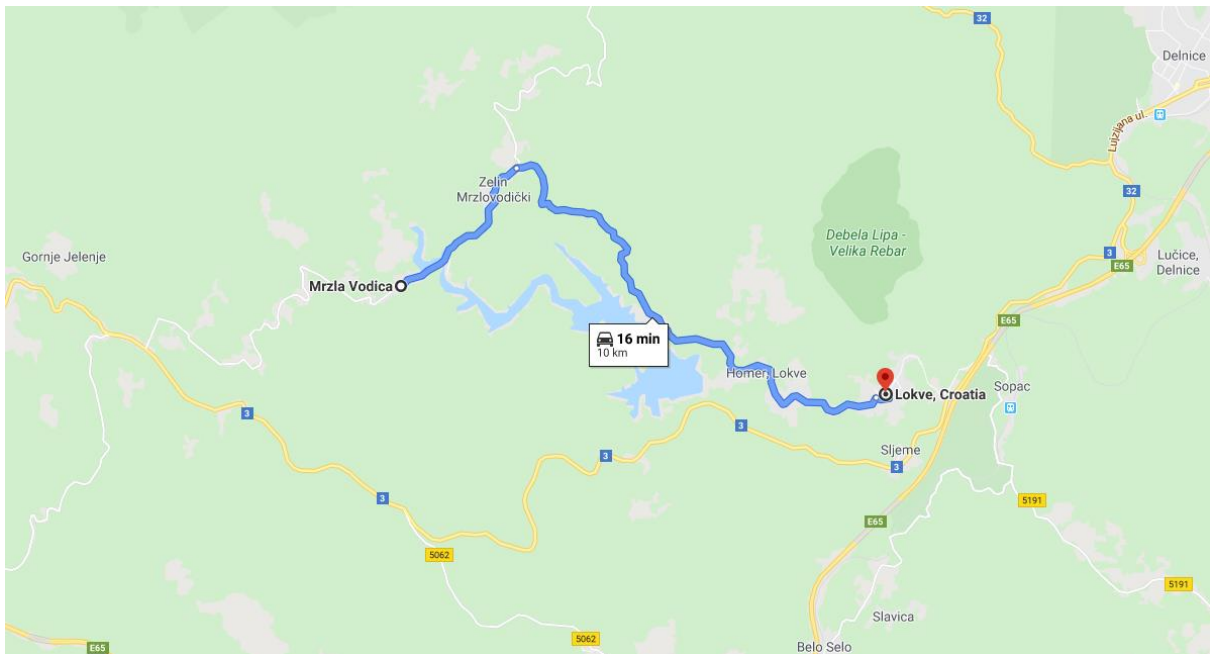 32
Delnice
Lujzijana ul.
Zelin
Mrzlovodički
32
Debela Lipa -
Velika Rebar
Gornje Jelenje
3
Lučice,
Delnice
E65
Mrzla Vodica
E65
16 min
10 km
Homer, Lokve
Sopac
Lokve, Croatia
3
3
Sljeme
3
3
3
5191
E65
5062
5191
Slavica
5062
E65
Belo Selo